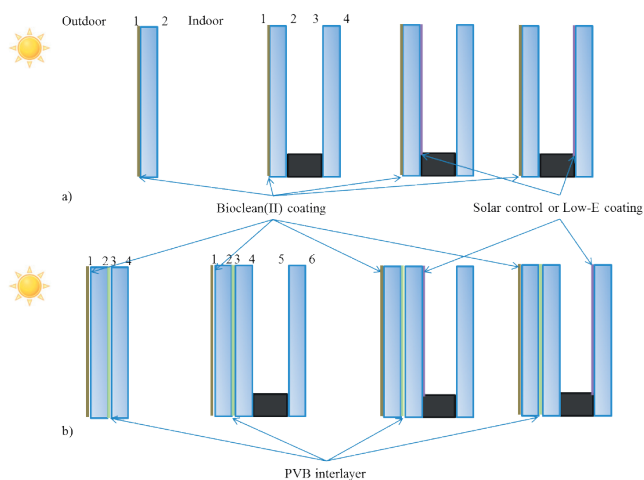 Outdoor 1 2 Indoor 1 2 3 4
a)
Bioclean(II) coating Solar control or Low-E coating
1 2 3 4 1 2 3 4 5 6
b)
PVB interlayer